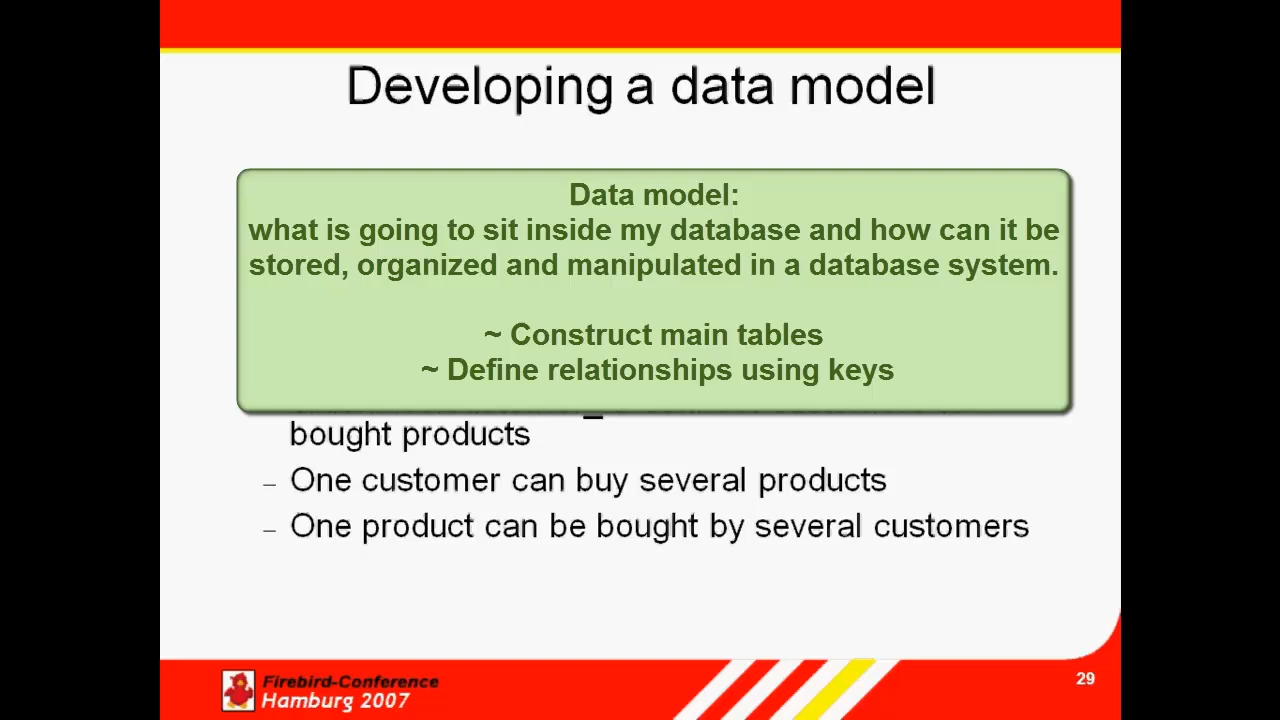 Developing a data model
Data model:
what is going to sit inside my database and how can it be
stored, organized and manipulated in a database system.
~ Construct main tables
~ Define relationships using keys
bought products
– One customer can buy several products
– One product can be bought by several customers
Firebird-Conference
Hamburg 2007
29